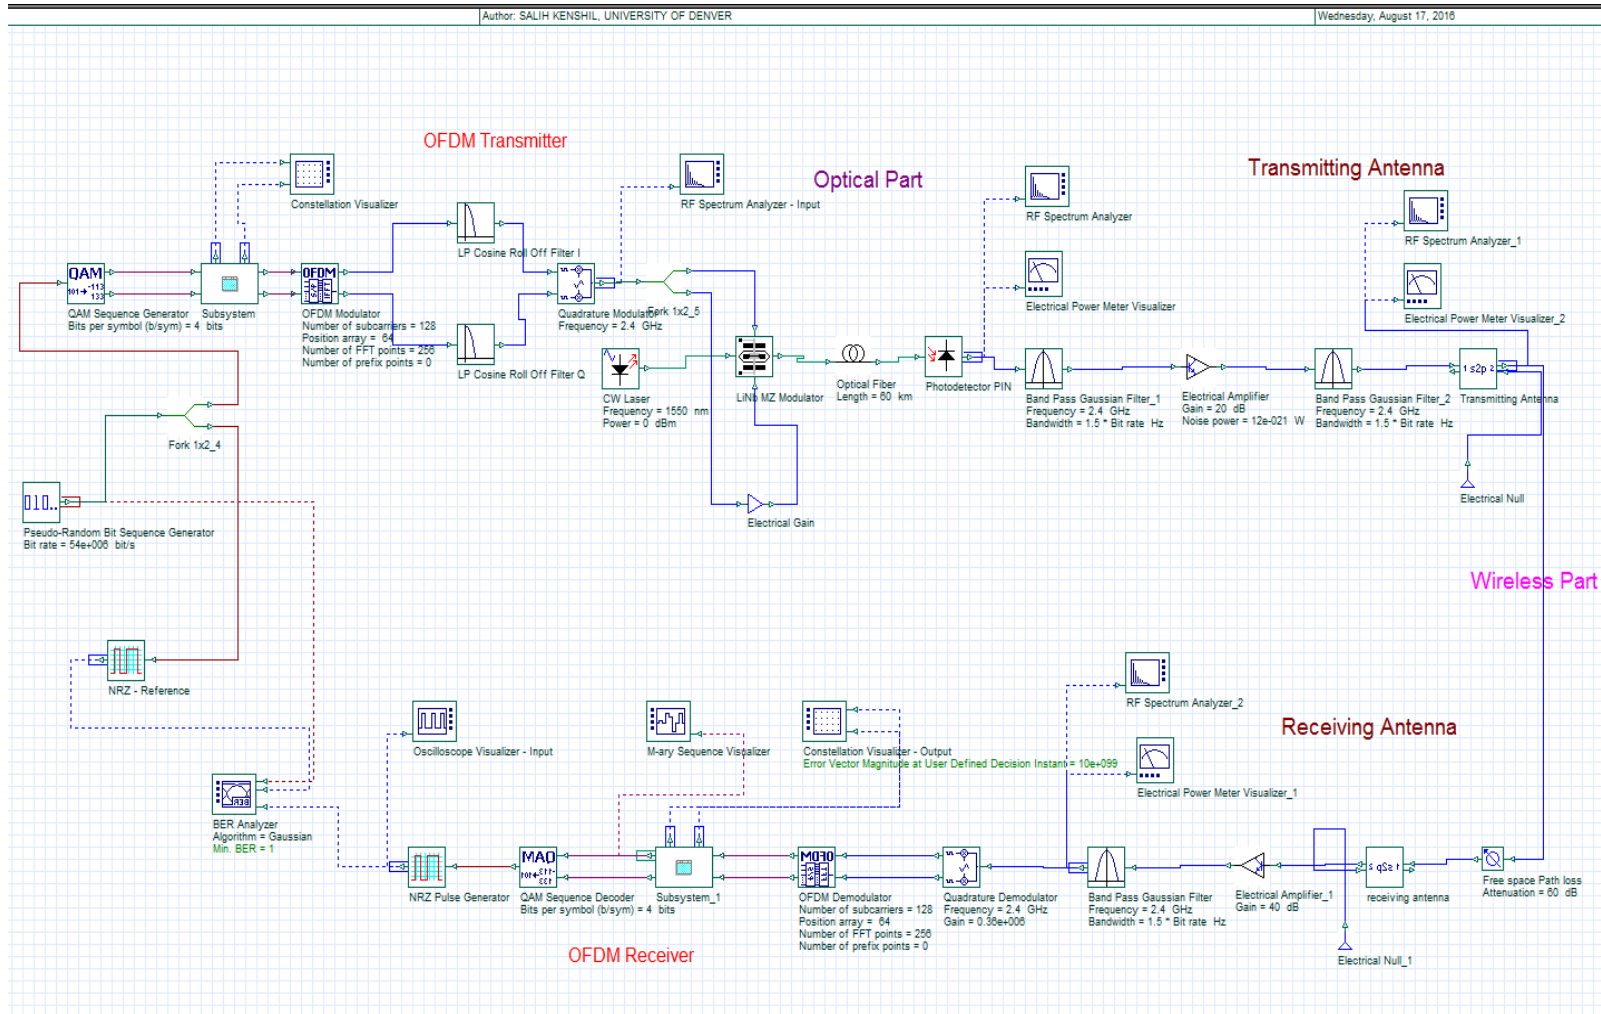 Author: SALIH KENSHIL, UNIVERSITY OF DENVER
Wednesday, August 17, 2016
OFDM Transmitter
Optical Part
Transmitting Antenna
Constellation Visualizer
RF Spectrum Analyzer - Input
RF Spectrum Analyzer
RF Spectrum Analyzer_1
LP Cosine Roll Off Filter I
QAM
101
-113
133
OFDM
QAM Sequence Generator
Bits per symbol (b/sym) = 4 bits
Subsystem
OFDM Modulator
Number of subcarriers = 128
Position array = 64
Number of FFT points = 256
Number of prefix points = 0
Quadrature Modulator
Frequency = 2.4 GHz
Fork 1x2_5
Electrical Power Meter Visualizer
Electrical Power Meter Visualizer_2
LP Cosine Roll Off Filter Q
CW Laser
Frequency = 1550 nm
Power = 0 dBm
LiNb MZ Modulator
Optical Fiber
Length = 60 km
Photodetector PIN
Band Pass Gaussian Filter_1
Frequency = 2.4 GHz
Bandwidth = 1.5 * Bit rate Hz
Electrical Amplifier
Gain = 20 dB
Noise power = 12e-021 W
Band Pass Gaussian Filter_2
Frequency = 2.4 GHz
Bandwidth = 1.5 * Bit rate Hz
1 s2p 2
Transmitting Antenna
Fork 1x2_4
Electrical Null
Electrical Gain
010..
Pseudo-Random Bit Sequence Generator
Bit rate = 54e+006 bit/s
Wireless Part
NRZ - Reference
RF Spectrum Analyzer_2
Receiving Antenna
Oscilloscope Visualizer - Input
M-ary Sequence Visualizer
Constellation Visualizer - Output
Error Vector Magnitude at User Defined Decision Instant = 10e+099
Electrical Power Meter Visualizer_1
BER Analyzer
Algorithm = Gaussian
Min. BER = 1
NRZ Pulse Generator
QAM
QAM Sequence Decoder
Bits per symbol (b/sym) = 4 bits
Subsystem_1
OFDM
OFDM Demodulator
Number of subcarriers = 128
Position array = 64
Number of FFT points = 256
Number of prefix points = 0
Quadrature Demodulator
Frequency = 2.4 GHz
Gain = 0.36e+006
Band Pass Gaussian Filter
Frequency = 2.4 GHz
Bandwidth = 1.5 * Bit rate Hz
Electrical Amplifier_1
Gain = 40 dB
receiving antenna
Free space Path loss
Attenuation = 60 dB
OFDM Receiver
Electrical Null_1